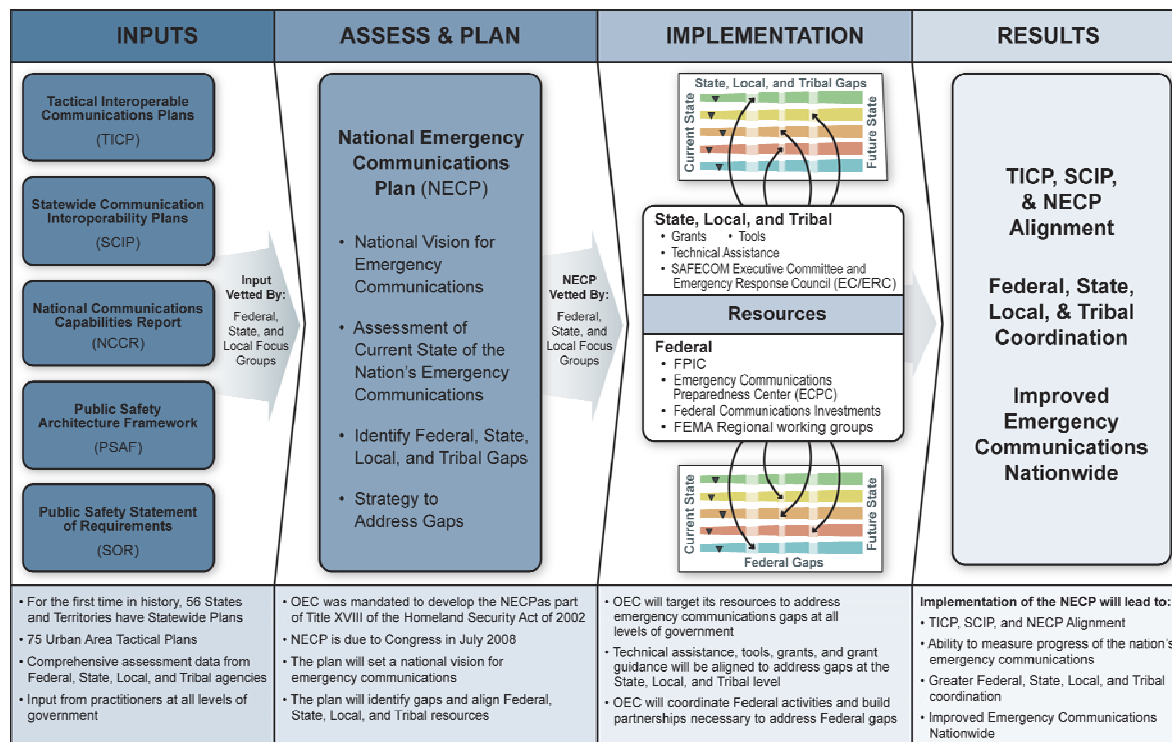 INPUTS
ASSESS & PLAN
IMPLEMENTATION
RESULTS
Tactical Interoperable
Communications Plans
(TICP)
Statewide Communication
Interoperability Plans
(SCIP)
National Communications
Capabilities Report
(NCCR)
Public Safety
Architecture Framework
(PSAF)
Public Safety Statement
of Requirements
(SOR)
Input
Vetted By:
Federal,
State, and
Local Focus
Groups
National Emergency
Communications
Plan (NECP)
• National Vision for
Emergency
Communications
• Assessment of
Current State of the
Nation's Emergency
Communications
• Identify Federal, State,
Local, and Tribal Gaps
• Strategy to
Address Gaps
NECP
Vetted By:
Federal,
State, and
Local Focus
Groups
State, Local, and Tribal Gaps
Current State
Future State
State, Local, and Tribal
• Grants • Tools
• Technical Assistance
• SAFECOM Executive Committee and
Emergency Response Council (EC/ERC)
Resources
Federal
• FPIC
• Emergency Communications
Preparedness Center (ECPC)
• Federal Communications Investments
• FEMA Regional working groups
Current State
Future State
Federal Gaps
TICP, SCIP,
& NECP
Alignment
Federal, State,
Local, & Tribal
Coordination
Improved
Emergency
Communications
Nationwide
• For the first time in history, 56 States
and Territories have Statewide Plans
• 75 Urban Area Tactical Plans
• Comprehensive assessment data from
Federal, State, Local, and Tribal agencies
• Input from practitioners at all levels of
government
• OEC was mandated to develop the NECPas part
of Title XVIII of the Homeland Security Act of 2002
• NECP is due to Congress in July 2008
• The plan will set a national vision for
emergency communications
• The plan will identify gaps and align Federal,
State, Local, and Tribal resources
• OEC will target its resources to address
emergency communications gaps at all
levels of government
• Technical assistance, tools, grants, and grant
guidance will be aligned to address gaps at the
State, Local, and Tribal level
• OEC will coordinate Federal activities and build
partnerships necessary to address Federal gaps
Implementation of the NECP will lead to:
• TICP, SCIP, and NECP Alignment
• Ability to measure progress of the nation's
emergency communications
• Greater Federal, State, Local, and Tribal
coordination
• Improved Emergency Communications
Nationwide